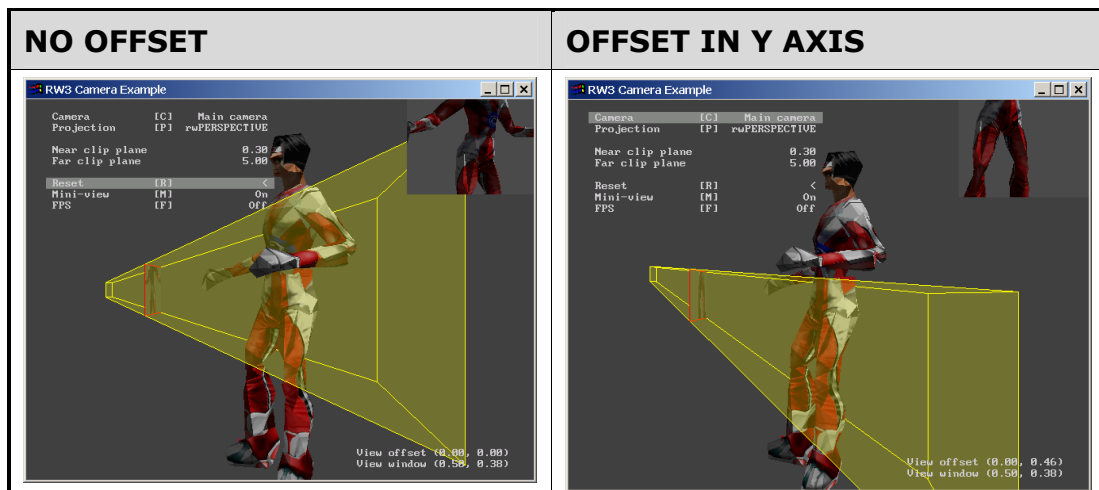 NO OFFSET
OFFSET IN Y AXIS
RW3 Camera Example
Camera [C] Main camera
Projection [P] rwPERSPECTIVE
Near clip plane 0.30
Far clip plane 5.00
Reset [R] <
Mini-view [M] On
FPS [F] Off
View offset (0.00, 0.00)
View window (0.50, 0.38)
RW3 Camera Example
Camera [C] Main camera
Projection [P] rwPERSPECTIVE
Near clip plane 0.30
Far clip plane 5.00
Reset [R] <
Mini-view [M] On
FPS [F] Off
View offset (0.00, 0.46)
View window (0.50, 0.38)